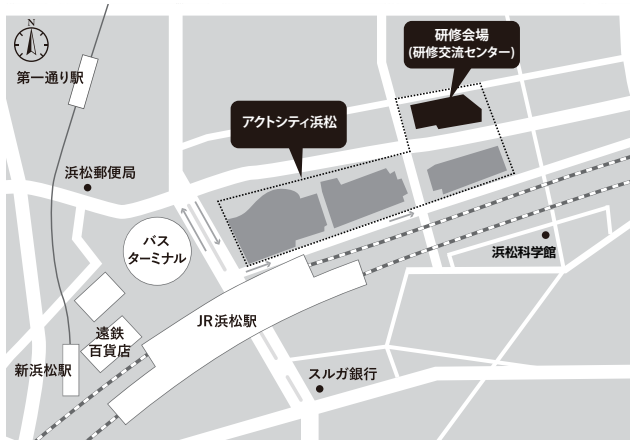 N
第一通り駅
研修会場
(研修交流センター)
アクトシティ浜松
浜松郵便局
バス
ターミナル
浜松科学館
JR浜松駅
遠鉄
百貨店
新浜松駅
スルガ銀行